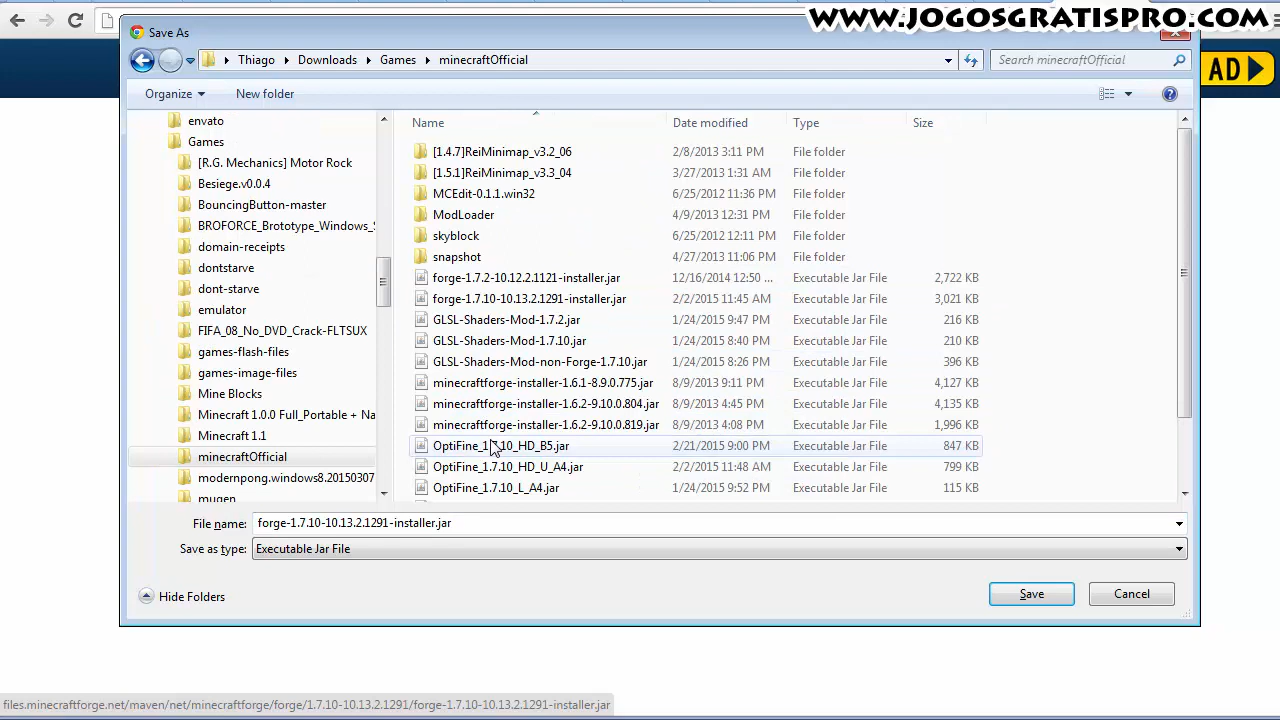 WWW.JOGOSGRATISPRO.COM
Save As
Thiago Downloads Games minecraftOfficial
Search minecraftOfficial
AD
Organize New folder
Name Date modified Type Size
envato
Games
[R.G. Mechanics] Motor Rock
Besiege.v0.0.4
BouncingButton-master
BROFORCE_Brototype_Windows_S
domain-receipts
dontstarve
dont-starve
emulator
FIFA_08_No_DVD_Crack-FLTSUX
games-flash-files
games-image-files
Mine Blocks
Minecraft 1.0.0 Full_Portable + Na
Minecraft 1.1
minecraftOfficial
modernpong.windows8.20150307
mugen
[1.4.7]ReiMinimap_v3.2_06 2/8/2013 3:11 PM File folder
[1.5.1]ReiMinimap_v3.3_04 3/27/2013 1:31 AM File folder
MCEdit-0.1.1.win32 6/25/2012 11:36 PM File folder
ModLoader 4/9/2013 12:31 PM File folder
skyblock 6/25/2012 12:11 PM File folder
snapshot 4/27/2013 11:06 PM File folder
forge-1.7.2-10.12.2.1121-installer.jar 12/16/2014 12:50 ... Executable Jar File 2,722 KB
forge-1.7.10-10.13.2.1291-installer.jar 2/2/2015 11:45 AM Executable Jar File 3,021 KB
GLSL-Shaders-Mod-1.7.2.jar 1/24/2015 9:47 PM Executable Jar File 216 KB
GLSL-Shaders-Mod-1.7.10.jar 1/24/2015 8:40 PM Executable Jar File 210 KB
GLSL-Shaders-Mod-non-Forge-1.7.10.jar 1/24/2015 8:26 PM Executable Jar File 396 KB
minecraftforge-installer-1.6.1-8.9.0.775.jar 8/9/2013 9:11 PM Executable Jar File 4,127 KB
minecraftforge-installer-1.6.2-9.10.0.804.jar 8/9/2013 4:45 PM Executable Jar File 4,135 KB
minecraftforge-installer-1.6.2-9.10.0.819.jar 8/9/2013 4:08 PM Executable Jar File 1,996 KB
OptiFine_1.7.10_HD_B5.jar 2/21/2015 9:00 PM Executable Jar File 847 KB
OptiFine_1.7.10_HD_U_A4.jar 2/2/2015 11:48 AM Executable Jar File 799 KB
OptiFine_1.7.10_L_A4.jar 1/24/2015 9:52 PM Executable Jar File 115 KB
File name: forge-1.7.10-10.13.2.1291-installer.jar
Save as type: Executable Jar File
Hide Folders Save Cancel
files.minecraftforge.net/maven/net/minecraftforge/forge/1.7.10-10.13.2.1291/forge-1.7.10-10.13.2.1291-installer.jar